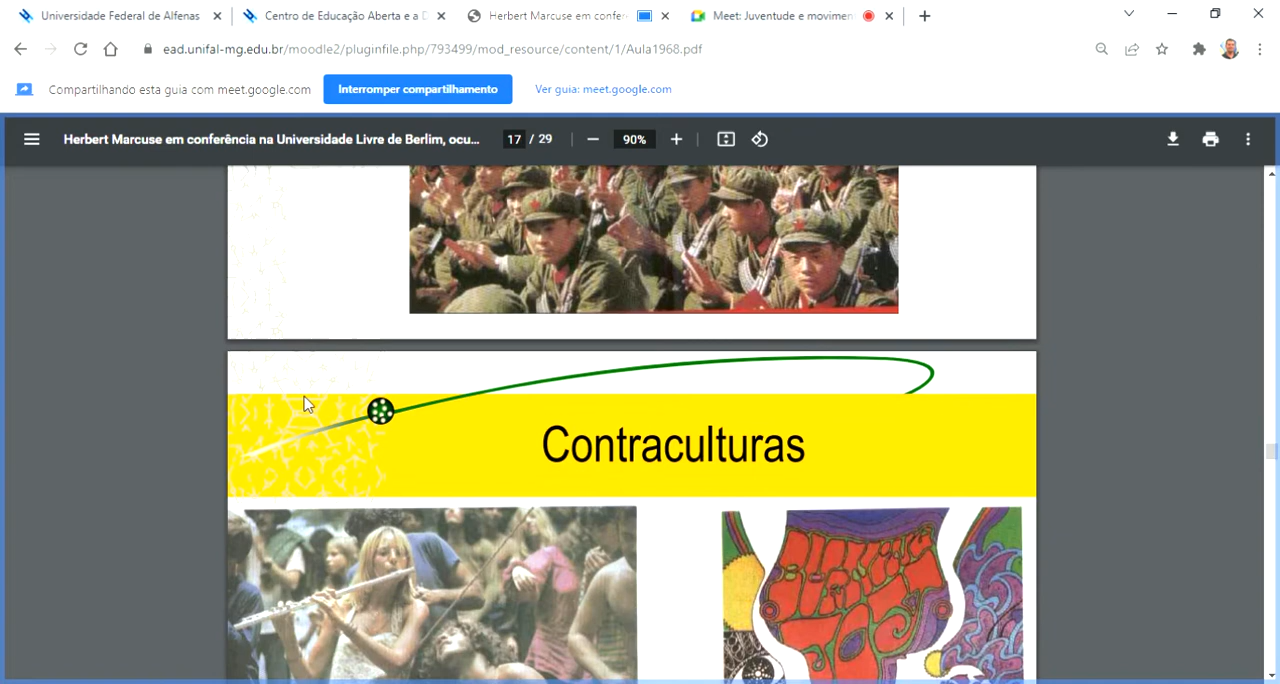 Universidade Federal de Alfenas
Centro de Educação Aberta e a D
Herbert Marcuse em confer
Meet: Juventude e movimen
ead.unifal-mg.edu.br/moodle2/pluginfile.php/793499/mod_resource/content/1/Aula1968.pdf
Compartilhando esta guia com meet.google.com
Interromper compartilhamento
Ver guia: meet.google.com
Herbert Marcuse em conferência na Universidade Livre de Berlim, ocu...
17 / 29
90%
Contraculturas